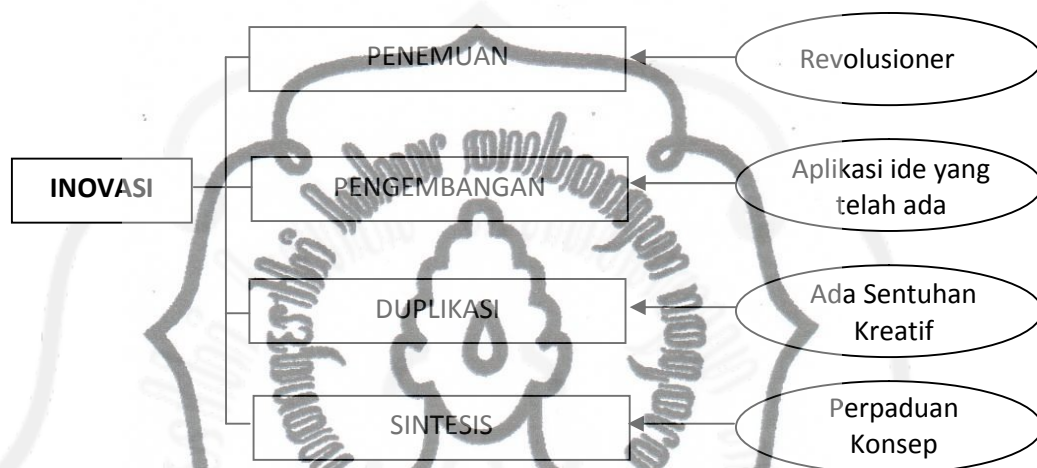 PENEMUAN
Revolusioner
INOVASI
PENGEMBANGAN
Aplikasi ide yang
telah ada
DUPLIKASI
Ada Sentuhan
Kreatif
SINTESIS
Perpaduan
Konsep